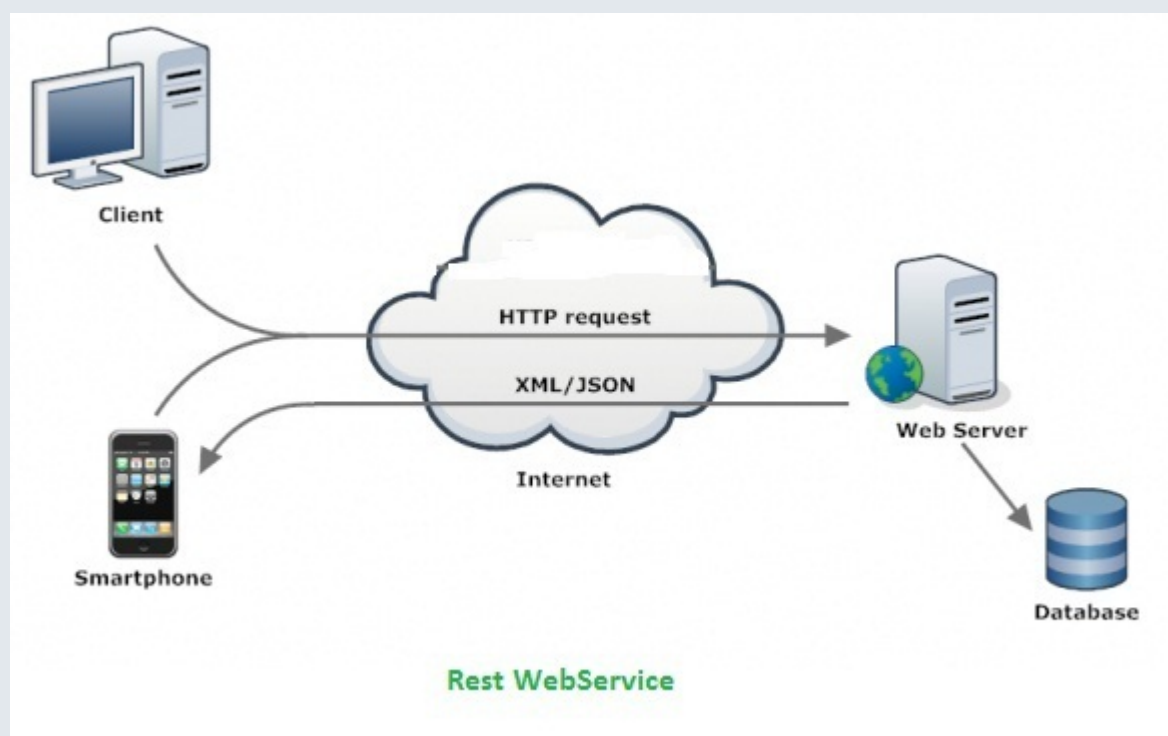 Client
HTTP request
XML/JSON
Web Server
Internet
Smartphone
Database
Rest WebService